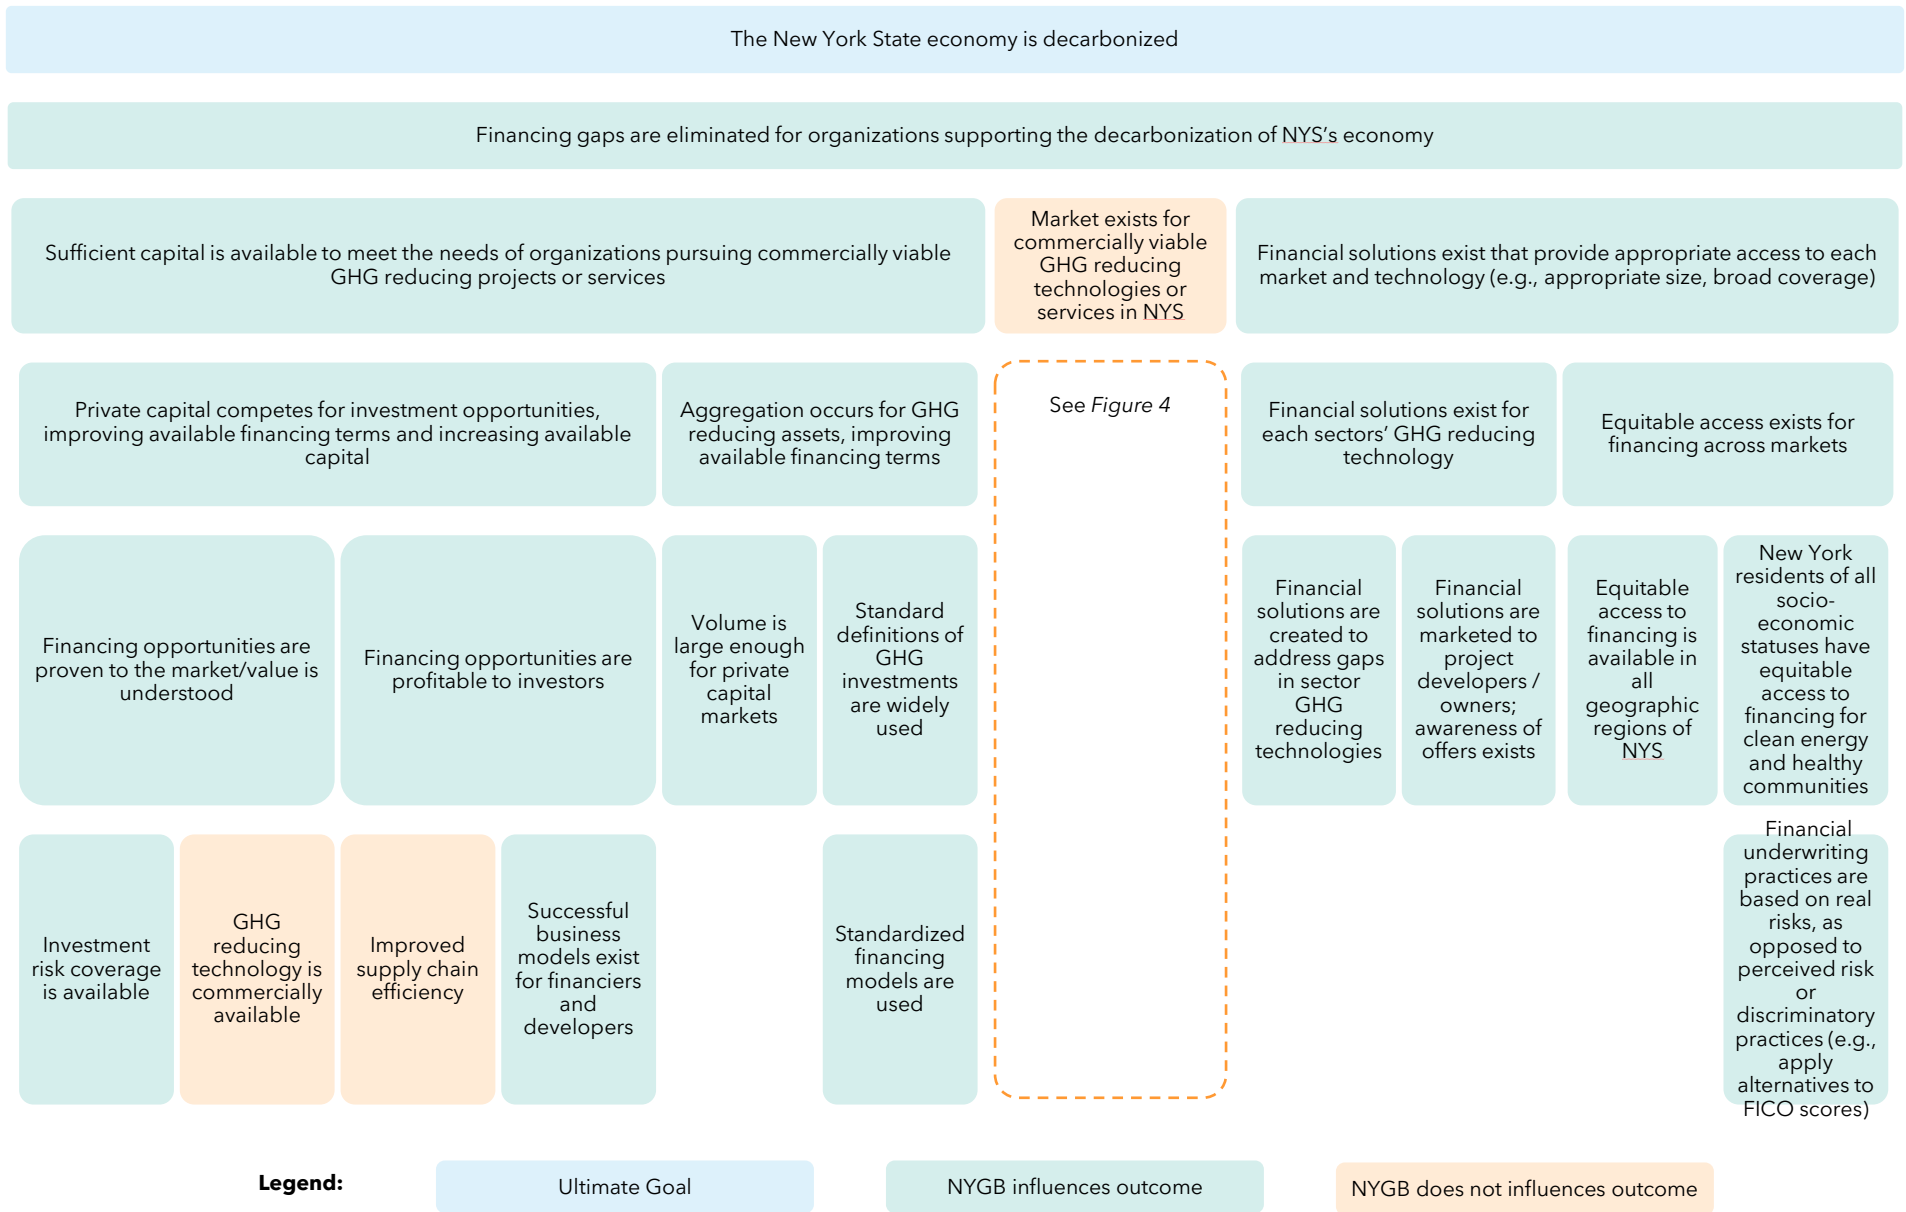 The New York State economy is decarbonized
Financing gaps are eliminated for organizations supporting the decarbonization of NYS's economy
Sufficient capital is available to meet the needs of organizations pursuing commercially viable
GHG reducing projects or services
Market exists for
commercially viable
GHG reducing
technologies or
services in NYS
Financial solutions exist that provide appropriate access to each
market and technology (e.g., appropriate size, broad coverage)
Private capital competes for investment opportunities,
improving available financing terms and increasing available
capital
Aggregation occurs for GHG
reducing assets, improving
available financing terms
See Figure 4
Financial solutions exist for
each sectors' GHG reducing
technology
Equitable access exists for
financing across markets
Financing opportunities are
proven to the market/value is
understood
Financing opportunities are
profitable to investors
Volume is
large enough
for private
capital
markets
Standard
definitions of
GHG
investments
are widely
used
Financial
solutions are
created to
address gaps
in sector
GHG
reducing
technologies
Financial
solutions are
marketed to
project
developers /
owners;
awareness of
offers exists
Equitable
access to
financing is
available in
all
geographic
regions of
NYS
New York
residents of all
socio-
economic
statuses have
equitable
access to
financing for
clean energy
and healthy
communities
Investment
risk coverage
is available
GHG
reducing
technology is
commercially
available
Improved
supply chain
efficiency
Successful
business
models exist
for financiers
and
developers
Standardized
financing
models are
used
Financial
underwriting
practices are
based on real
risks, as
opposed to
perceived risk
or
discriminatory
practices (e.g.,
apply
alternatives to
FICO scores)
Legend:
Ultimate Goal
NYGB influences outcome
NYGB does not influences outcome